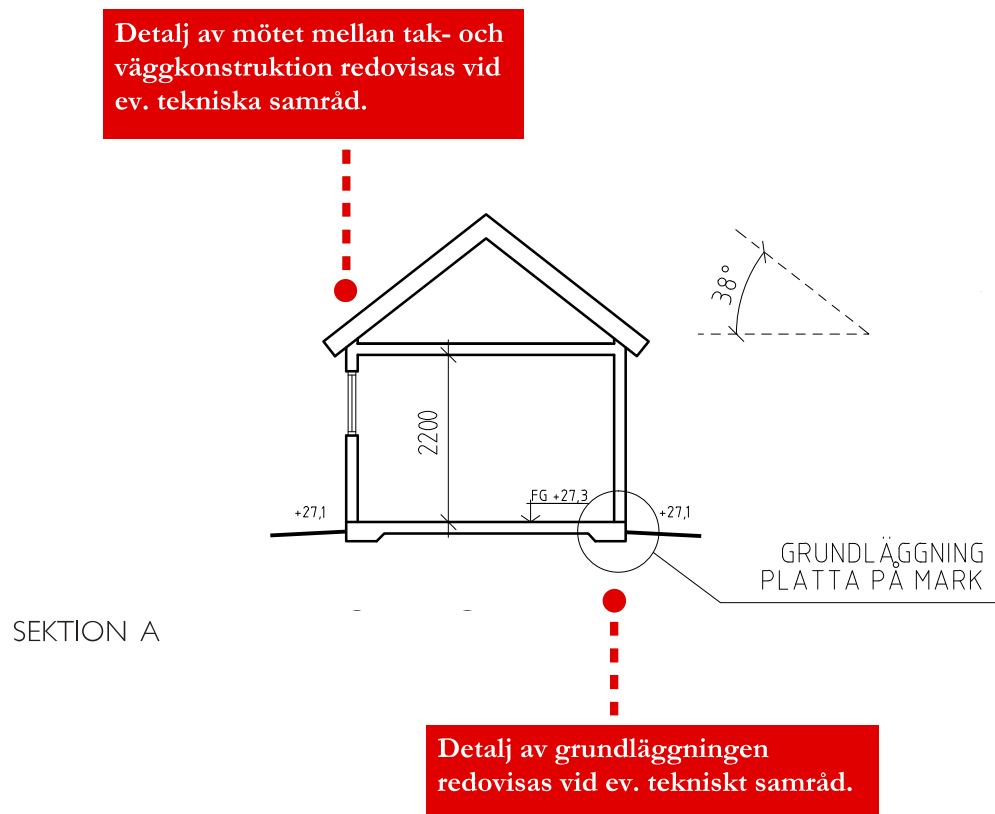 Detalj av mötet mellan tak- och
väggkonstruktion redovisas vid
ev. tekniska samråd.
38°
2200
FG +27,3
+27,1
+27,1
GRUNDLÄGGNING
PLATTA PÅ MARK
SEKTION A
Detalj av grundläggningen
redovisas vid ev. tekniskt samråd.